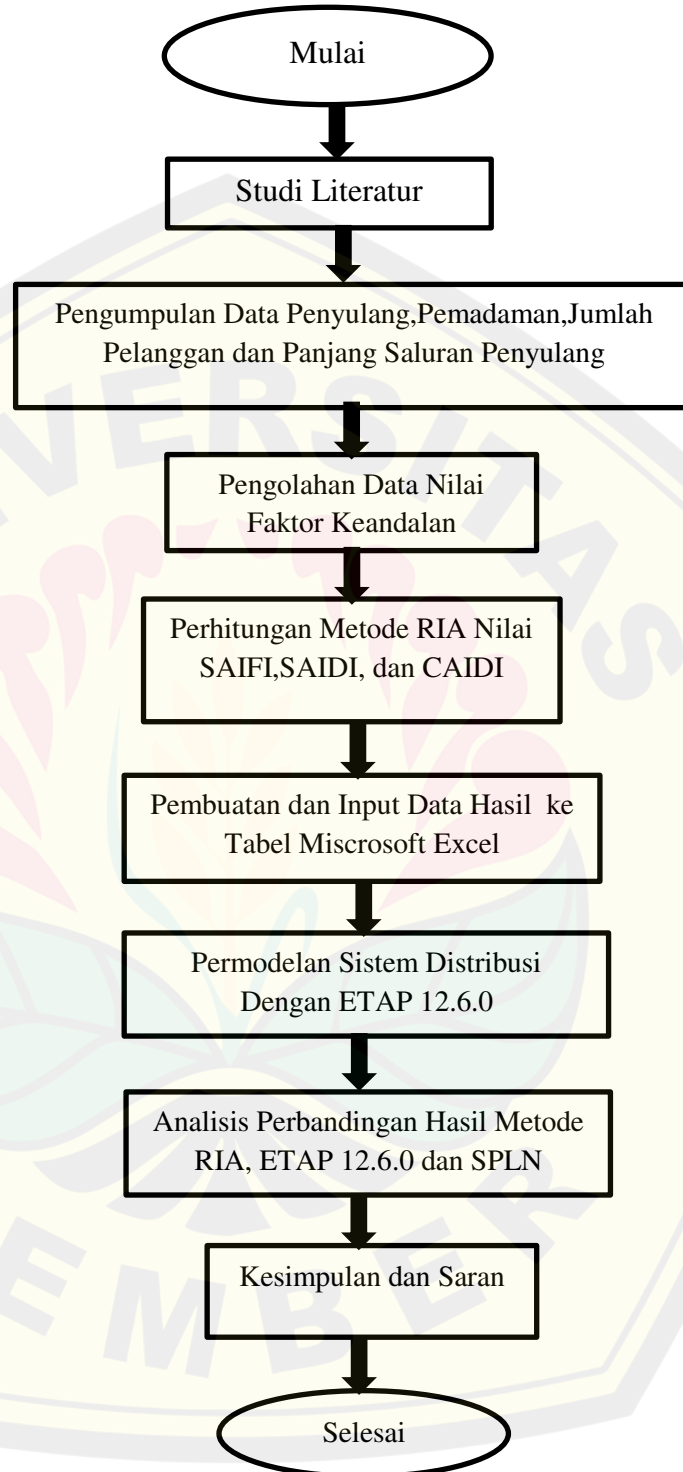 Mulai
Studi Literatur
Pengumpulan Data Penyulang,Pemadaman,Jumlah
Pelanggan dan Panjang Saluran Penyulang
Pengolahan Data Nilai
Faktor Keandalan
Perhitungan Metode RIA Nilai
SAIFI,SAIDI, dan CAIDI
Pembuatan dan Input Data Hasil ke
Tabel Miscrosoft Excel
Permodelan Sistem Distribusi
Dengan ETAP 12.6.0
Analisis Perbandingan Hasil Metode
RIA, ETAP 12.6.0 dan SPLN
Kesimpulan dan Saran
Selesai